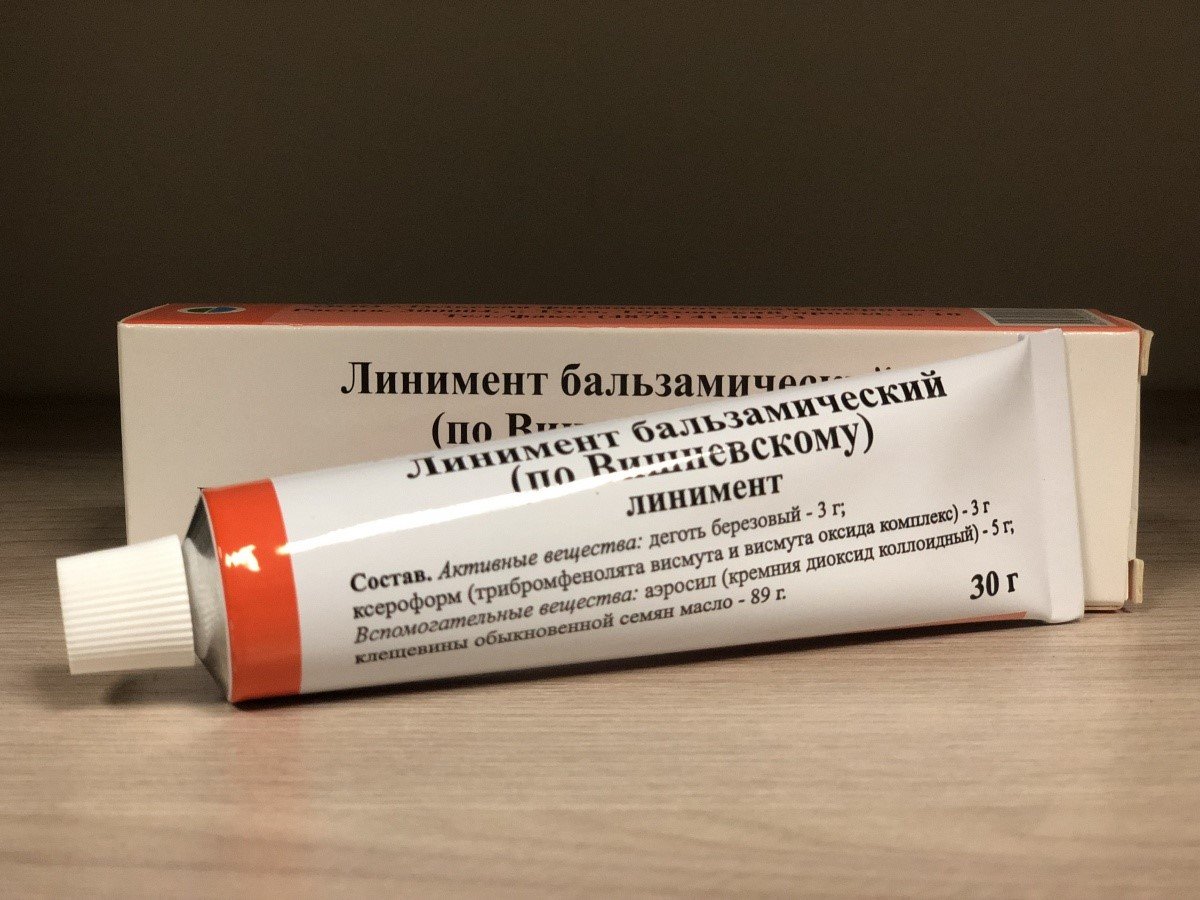 Линимент бальзамический
(по
Линимент бальзамический
(по Вишневскому)
линимент
Состав. Активные вещества: деготь березовый - 3 г;
ксероформ (трибромфенолята висмута и висмута оксида комплекс) - 3 г
Вспомогательные вещества: аэросил (кремния диоксид коллоидный) - 5 г;
клещевины обыкновенной семян масло - 89 г.
30 г